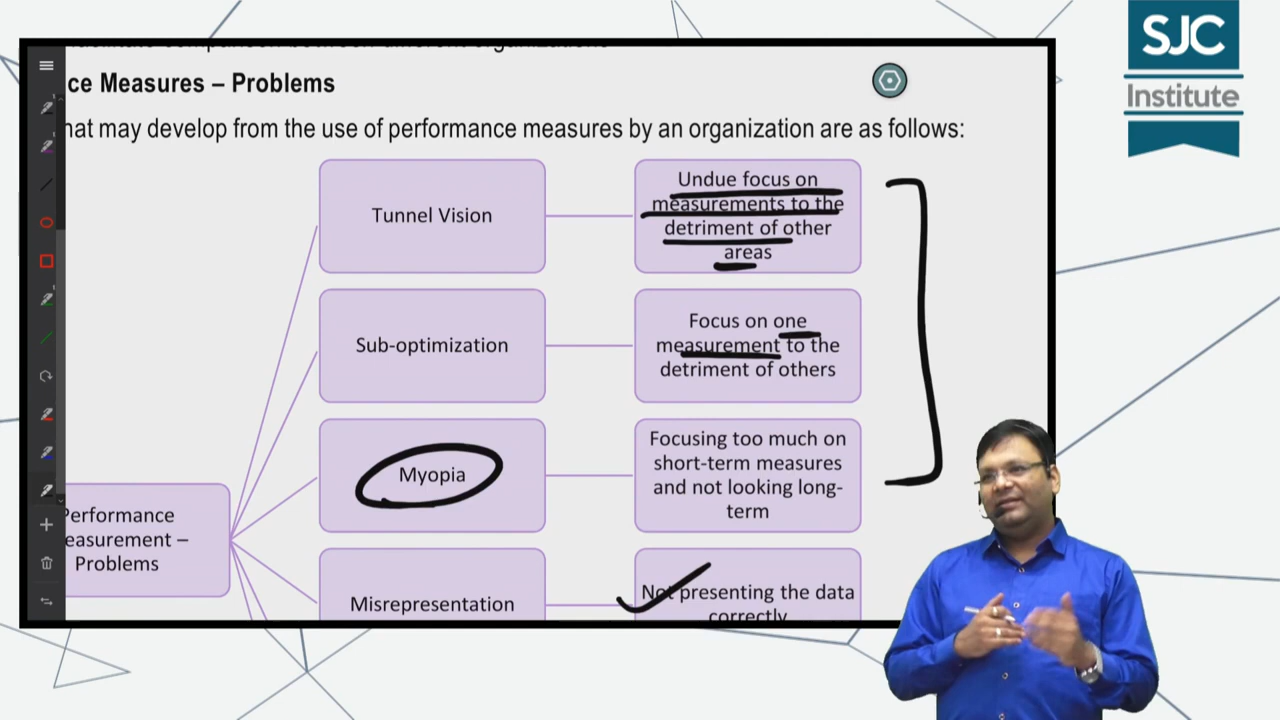 SJC
Institute
ce Measures – Problems
hat may develop from the use of performance measures by an organization are as follows:
Tunnel Vision
Undue focus on
measurements to the
detriment of other
areas
Sub-optimization
Focus on one
measurement to the
detriment of others
Myopia
Focusing too much on
short-term measures
and not looking long-
term
Performance
easurement –
Problems
Misrepresentation
Not presenting the data
correctly